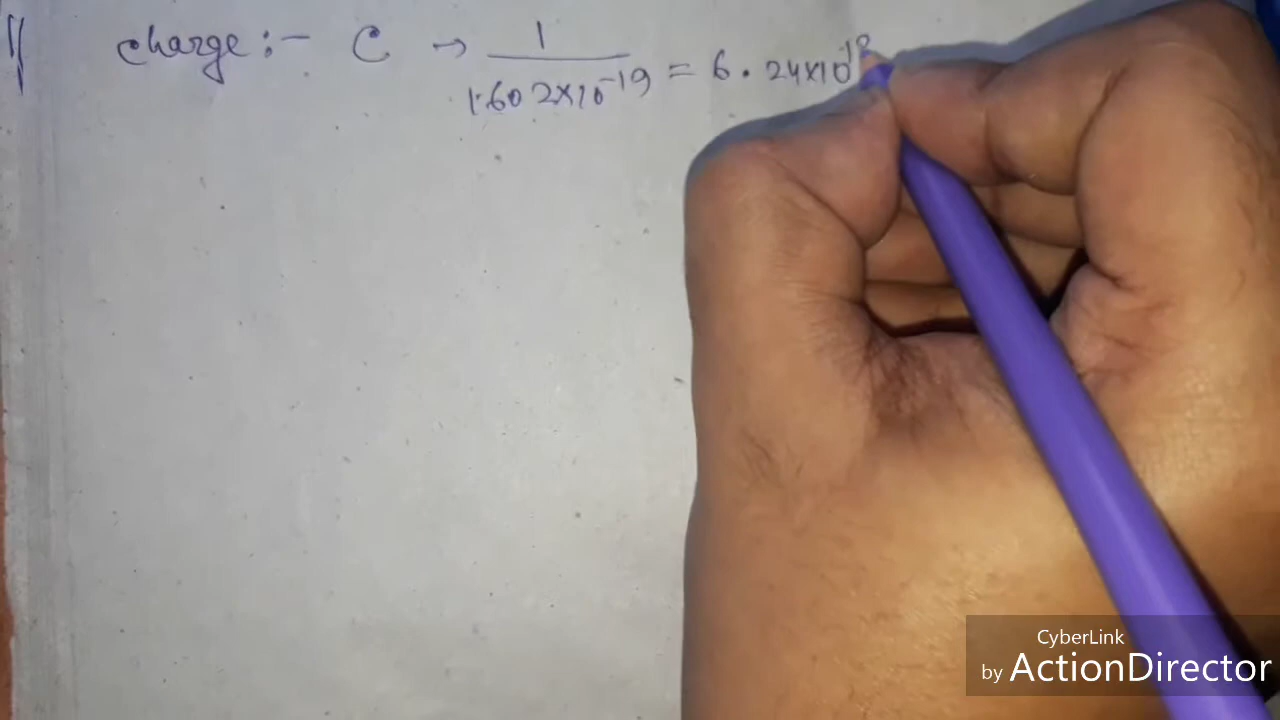 charge :- C → 1/1.602×10⁻¹⁹ = 6.24×10¹⁸
CyberLink
by ActionDirector